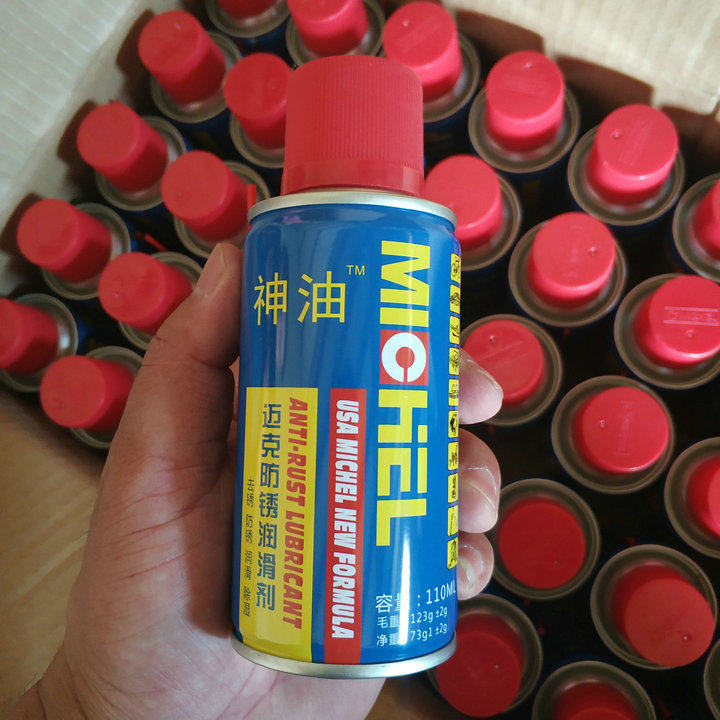 神油™
MICHEL
USA MICHEL NEW FORMULA
ANTI-RUST LUBRICANT
迈克防锈润滑剂
去锈 防锈 润滑 除湿
容量：110ML
毛重：123g ±2g
净重：73g1 ±2g